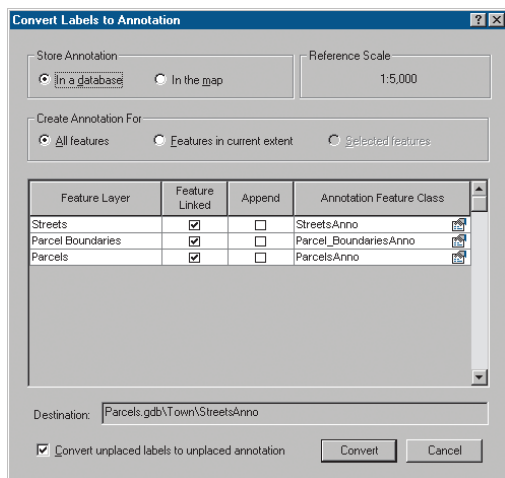 Convert Labels to Annotation
Store Annotation
In a database
In the map
Reference Scale
1:5,000
Create Annotation For
All features
Features in current extent
Selected features
Feature Layer
Feature Linked
Append
Annotation Feature Class
Streets
StreetsAnno
Parcel Boundaries
Parcel_BoundariesAnno
Parcels
ParcelsAnno
Destination: Parcels.gdb\Town\StreetsAnno
Convert unplaced labels to unplaced annotation
Convert
Cancel